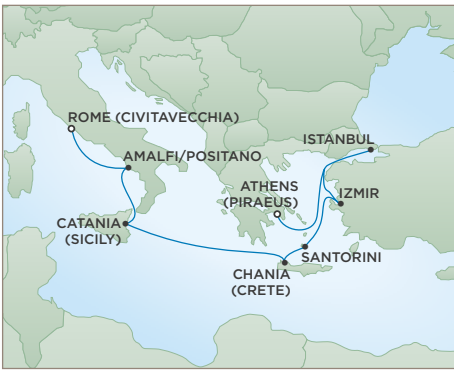 ROME (CIVITAVECCHIA)
AMALFI/POSITANO
ISTANBUL
ATHENS
(PIRAEUS)
IZMIR
CATANIA
(SICILY)
SANTORINI
CHANIA
(CRETE)